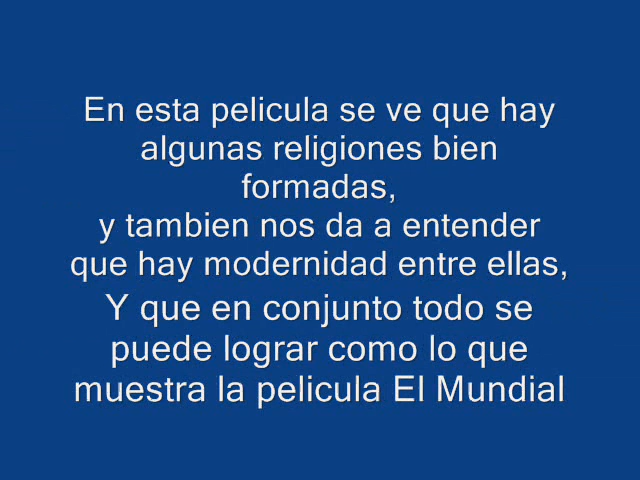 En esta pelicula se ve que hay
algunas religiones bien
formadas,
y tambien nos da a entender
que hay modernidad entre ellas,
Y que en conjunto todo se
puede lograr como lo que
muestra la pelicula El Mundial